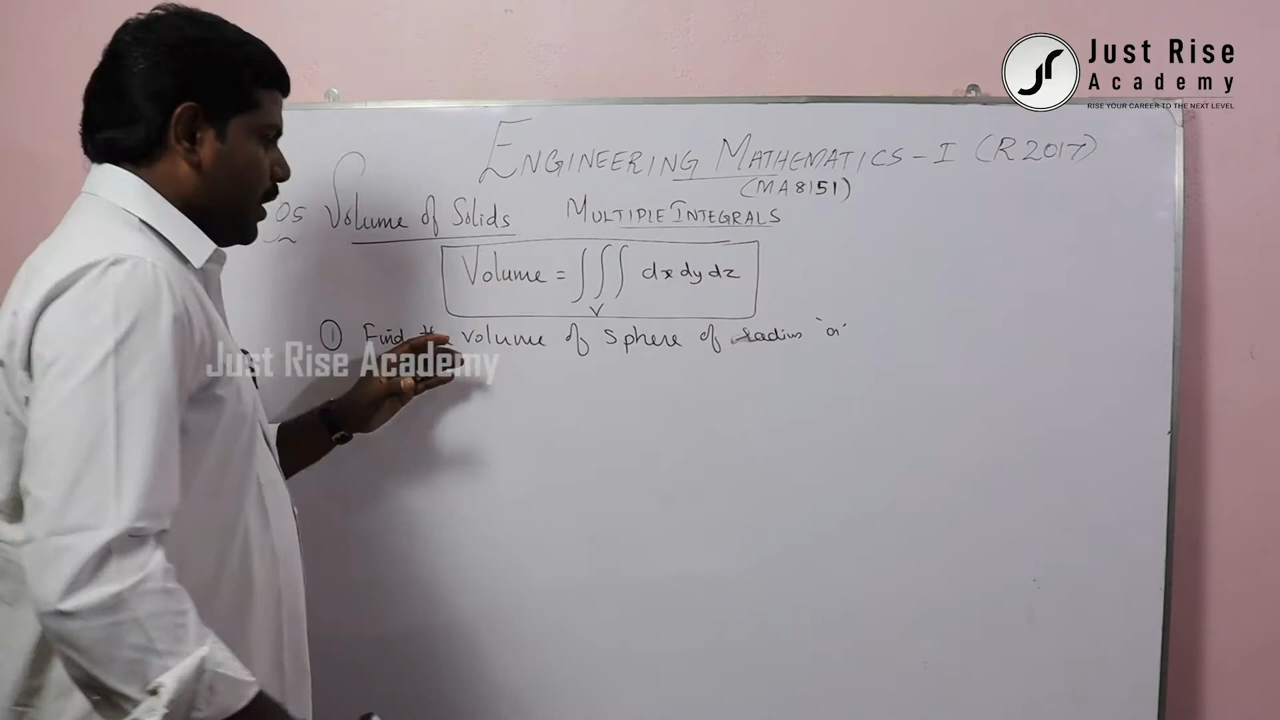 Just Rise
Academy
RISE YOUR CAREER TO THE NEXT LEVEL
ENGINEERING MATHEMATICS - I (R2017)
(MA8151)
05 Volume of Solids MULTIPLE INTEGRALS
Volume = ∭ dx dy dz
V
① Find the volume of sphere of radius 'a'
Just Rise Academy